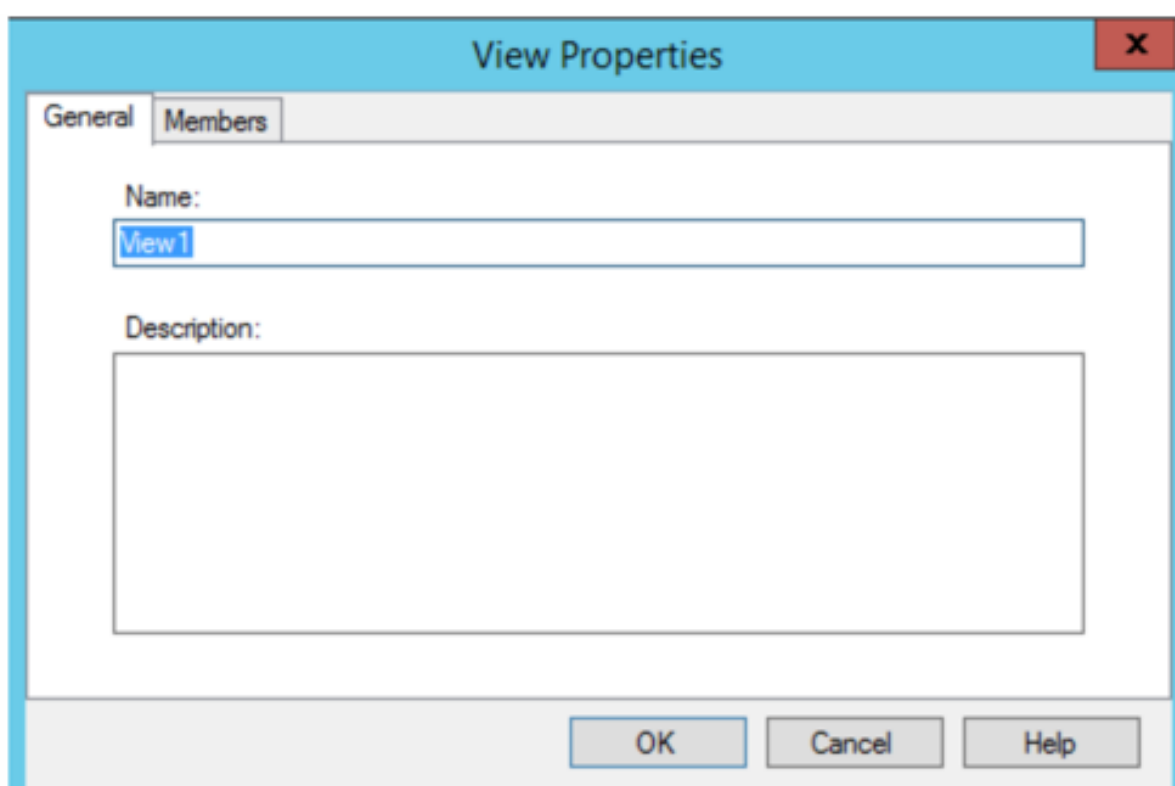 View Properties
x
General Members
Name:
View1
Description:
OK Cancel Help